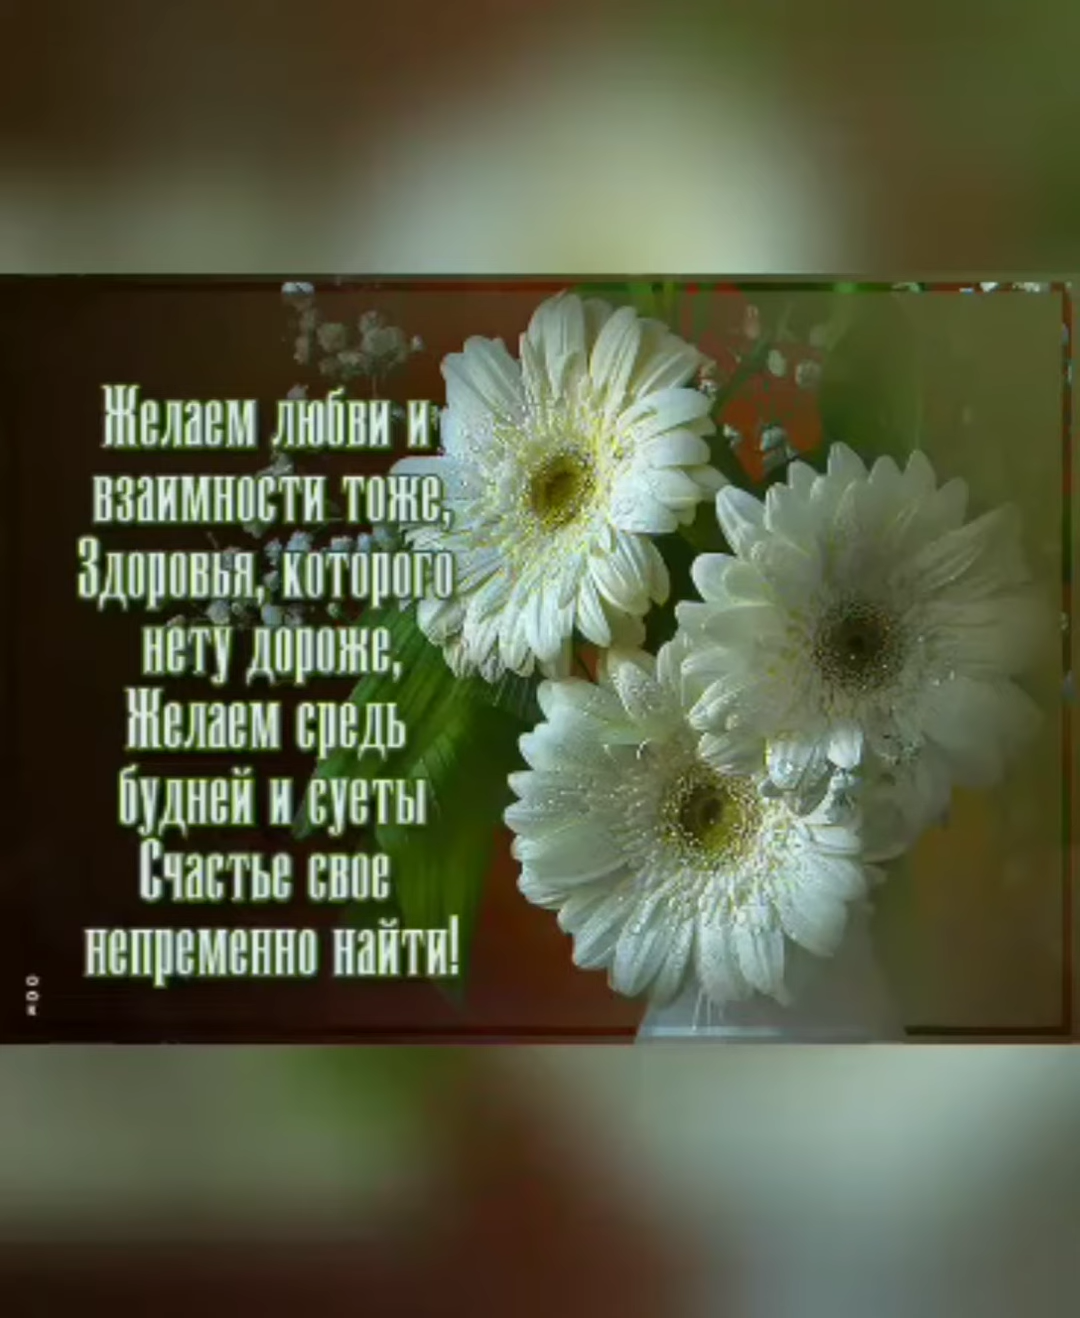 Желаем любви и
взаимности тоже,
Здоровья, которого
нету дороже,
Желаем средь
будней и суеты
Счастье свое
непременно найти!